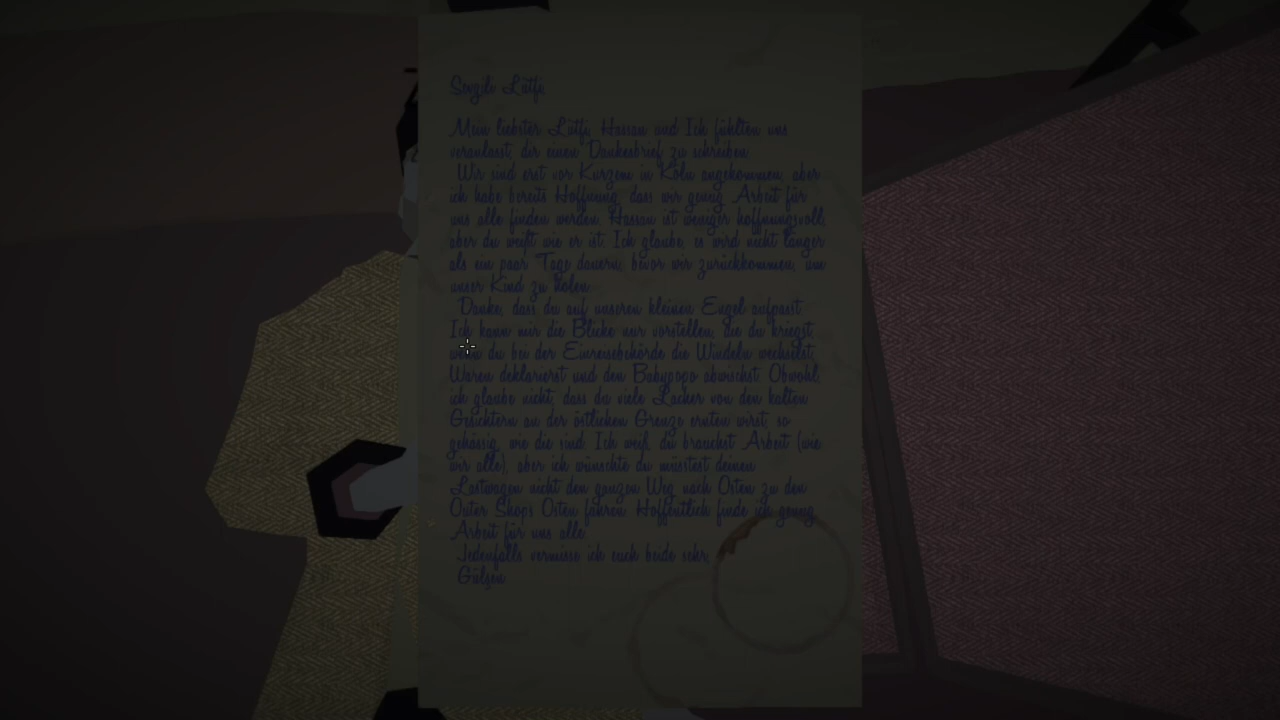 Sevgili Lütfi
Mein liebster Lütfi, Hassan und Ich fühlten uns
veranlasst, dir einen Dankesbrief zu schreiben.
Wir sind erst vor Kurzem in Köln angekommen, aber
ich habe bereits Hoffnung, dass wir genug Arbeit für
uns alle finden werden. Hassan ist weniger hoffnungsvoll,
aber du weißt wie er ist. Ich glaube, es wird nicht länger
als ein paar Tage dauern, bevor wir zurückkommen, um
unser Kind zu holen.
Danke, dass du auf unseren kleinen Engel aufpasst.
Ich kann mir die Blicke nur vorstellen, die du kriegst,
wenn du bei der Einreisebehörde die Windeln wechselst,
Waren deklarierst und den Babypopo abwischst. Obwohl
ich glaube nicht, dass du viele Lacher von den kalten
Gesichtern an der östlichen Grenze ernten wirst, so
gehässig, wie die sind. Ich weiß, du brauchst Arbeit (wie
wir alle), aber ich wünschte du müsstest deinen
Lastwagen nicht den ganzen Weg nach Osten zu den
Outer Shops Osten fahren. Hoffentlich finde ich genug
Arbeit für uns alle.
Jedenfalls vermisse ich euch beide sehr,
Gülsen